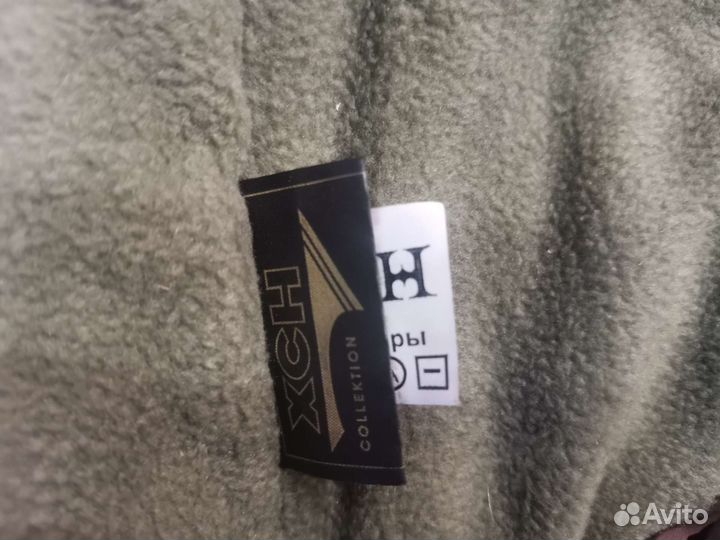 XCH
COLLEKTION
H
ры
Avito